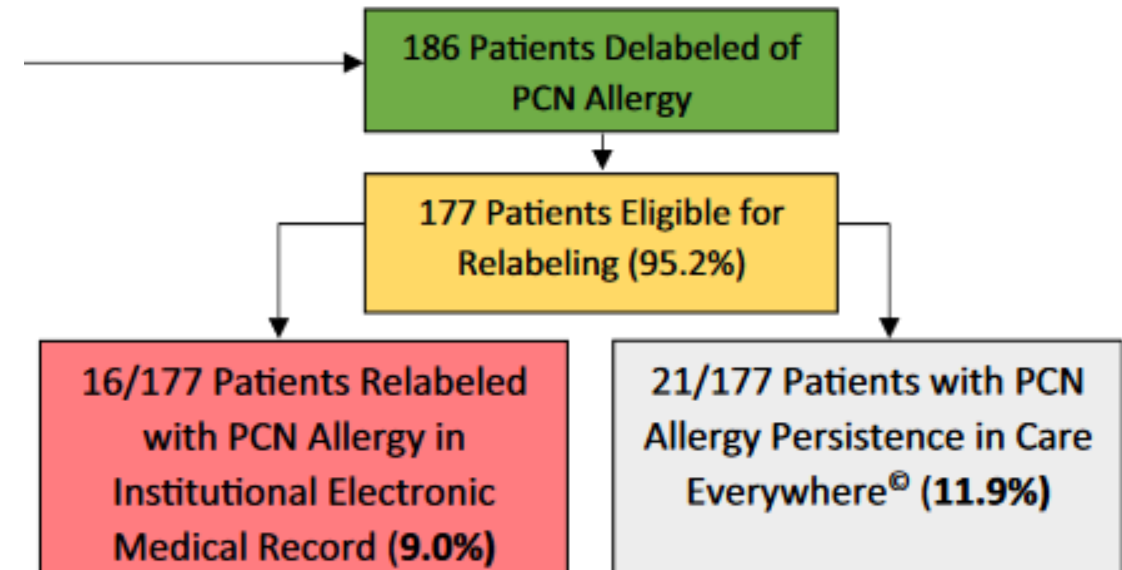 186 Patients Delabeled of
PCN Allergy
177 Patients Eligible for
Relabeling (95.2%)
16/177 Patients Relabeled
with PCN Allergy in
Institutional Electronic
Medical Record (9.0%)
21/177 Patients with PCN
Allergy Persistence in Care
Everywhere© (11.9%)